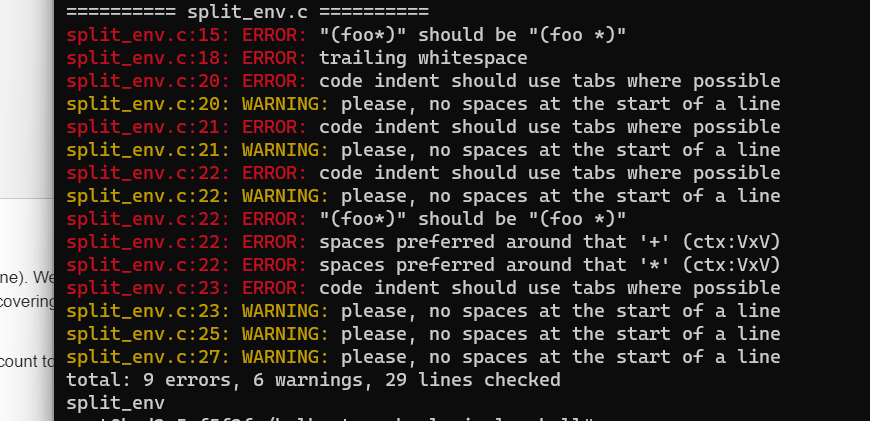 ========== split_env.c ==========
split_env.c:15: ERROR: "(foo*)" should be "(foo *)"
split_env.c:18: ERROR: trailing whitespace
split_env.c:20: ERROR: code indent should use tabs where possible
split_env.c:20: WARNING: please, no spaces at the start of a line
split_env.c:21: ERROR: code indent should use tabs where possible
split_env.c:21: WARNING: please, no spaces at the start of a line
split_env.c:22: ERROR: code indent should use tabs where possible
split_env.c:22: WARNING: please, no spaces at the start of a line
split_env.c:22: ERROR: "(foo*)" should be "(foo *)"
split_env.c:22: ERROR: spaces preferred around that '+' (ctx:VxV)
split_env.c:22: ERROR: spaces preferred around that '*' (ctx:VxV)
split_env.c:23: ERROR: code indent should use tabs where possible
split_env.c:23: WARNING: please, no spaces at the start of a line
split_env.c:25: WARNING: please, no spaces at the start of a line
split_env.c:27: WARNING: please, no spaces at the start of a line
total: 9 errors, 6 warnings, 29 lines checked
split_env
ne). We
covering
count to